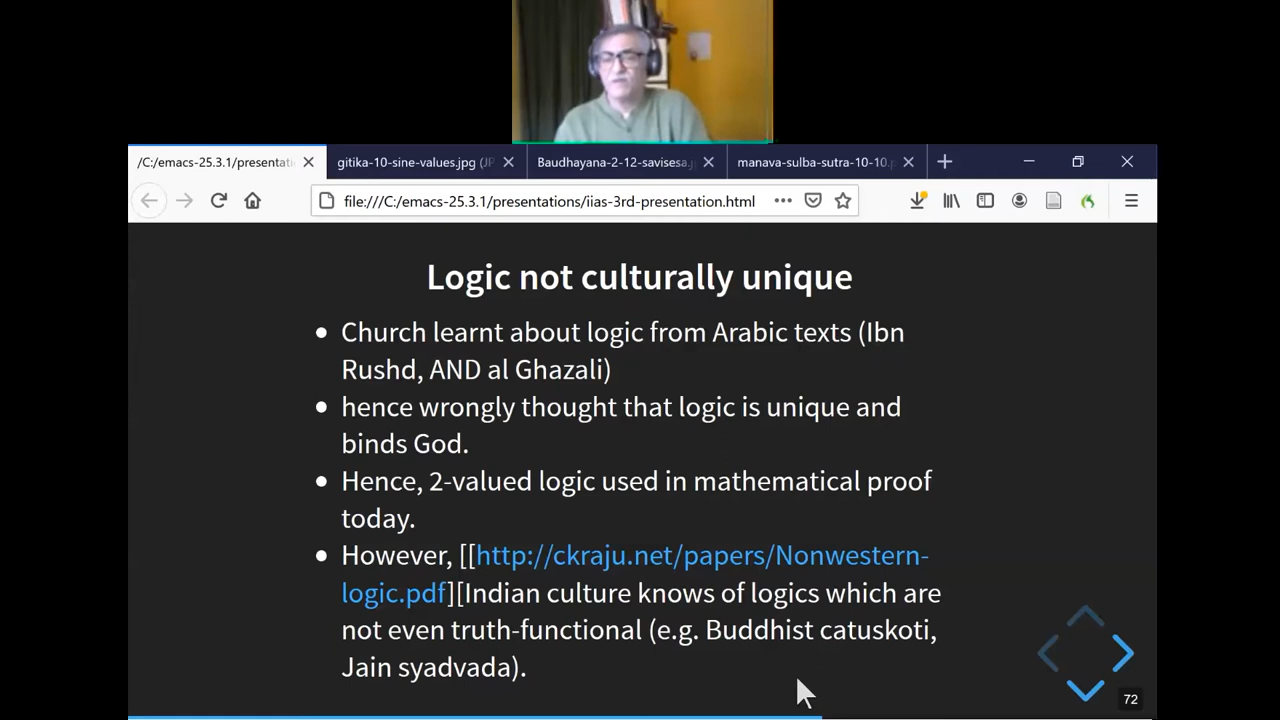 /C:/emacs-25.3.1/presentati
gitika-10-sine-values.jpg (JP
Baudhayana-2-12-savisesa.j
manava-sulba-sutra-10-10.p
file:///C:/emacs-25.3.1/presentations/iias-3rd-presentation.html
Logic not culturally unique
• Church learnt about logic from Arabic texts (Ibn
Rushd, AND al Ghazali)
• hence wrongly thought that logic is unique and
binds God.
• Hence, 2-valued logic used in mathematical proof
today.
• However, [[http://ckraju.net/papers/Nonwestern-
logic.pdf][Indian culture knows of logics which are
not even truth-functional (e.g. Buddhist catuskoti,
Jain syadvada).
72